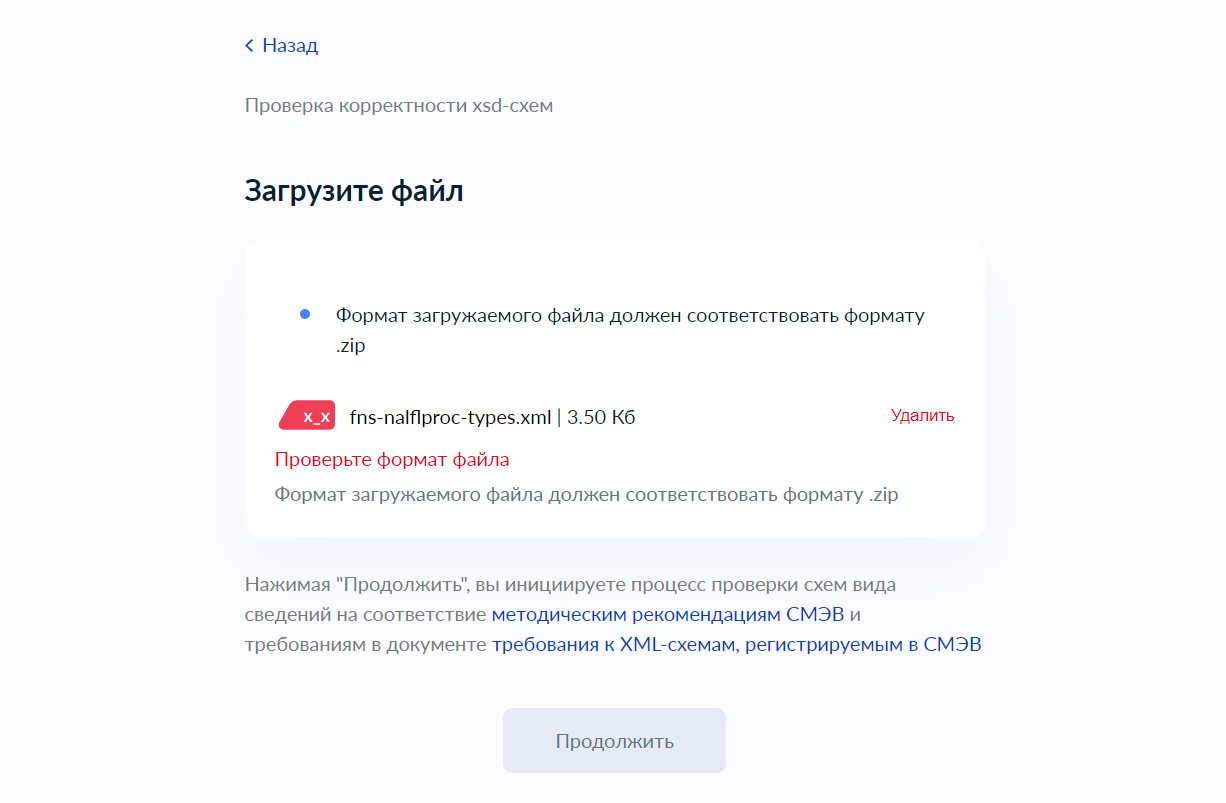 Назад
Проверка корректности xsd-схем
Загрузите файл
Формат загружаемого файла должен соответствовать формату
.zip
x_x fns-nalflproc-types.xml | 3.50 Кб Удалить
Проверьте формат файла
Формат загружаемого файла должен соответствовать формату .zip
Нажимая "Продолжить", вы инициируете процесс проверки схем вида
сведений на соответствие методическим рекомендациям СМЭВ и
требованиям в документе требования к XML-схемам, регистрируемым в СМЭВ
Продолжить